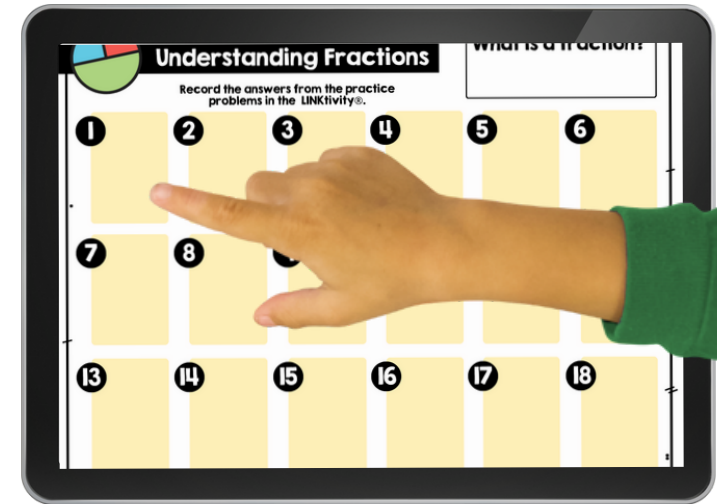 Understanding Fractions
What is a fraction?
Record the answers from the practice
problems in the LINKtivity®.
1 2 3 4 5 6
7 8
13 14 15 16 17 18